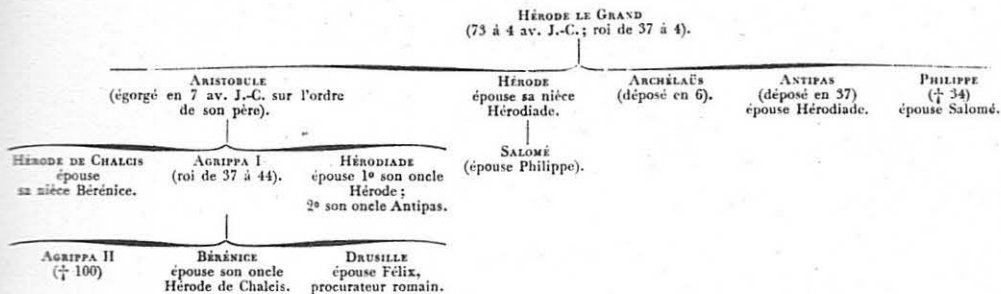 HÉRODE LE GRAND
(73 à 4 av. J.-C.; roi de 37 à 4).
ARISTOBULE
(égorgé en 7 av. J.-C. sur l'ordre
de son père).
HÉRODE
épouse sa nièce
Hérodiade.
ARCHÉLAÜS
(déposé en 6).
ANTIPAS
(déposé en 37)
épouse Hérodiade.
PHILIPPE
(† 34)
épouse Salomé.
HÉRODE DE CHALCIS
épouse
sa nièce Bérénice.
AGRIPPA I
(roi de 37 à 44).
HÉRODIADE
épouse 1º son oncle
Hérode;
2º son oncle Antipas.
SALOMÉ
(épouse Philippe).
AGRIPPA II
(† 100)
BÉRÉNICE
épouse son oncle
Hérode de Chalcis.
DRUSILLE
épouse Félix,
procurateur romain.